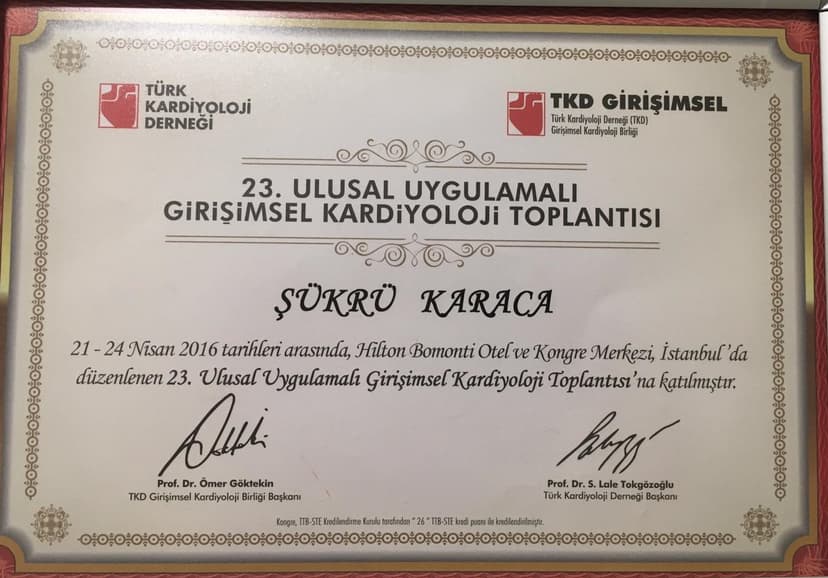 TÜRK
KARDİYOLOJİ
DERNEĞİ
TKD GİRİŞİMSEL
Türk Kardiyoloji Derneği (TKD)
Girişimsel Kardiyoloji Birliği
23. ULUSAL UYGULAMALI
GİRİŞİMSEL KARDİYOLOJİ TOPLANTISI
ŞÜKRÜ KARACA
21 - 24 Nisan 2016 tarihleri arasında, Hilton Bomonti Otel ve Kongre Merkezi, İstanbul'da
düzenlenen 23. Ulusal Uygulamalı Girişimsel Kardiyoloji Toplantısı'na katılmıştır.
Prof. Dr. Ömer Göktekin
TKD Girişimsel Kardiyoloji Birliği Başkanı
Prof. Dr. S. Lale Tokgözoğlu
Türk Kardiyoloji Derneği Başkanı
Kongre, TTB-STE Kredilendirme Kurulu tarafından " 26 " TTB-STE kredi puanı ile kredilendirilmiştir.